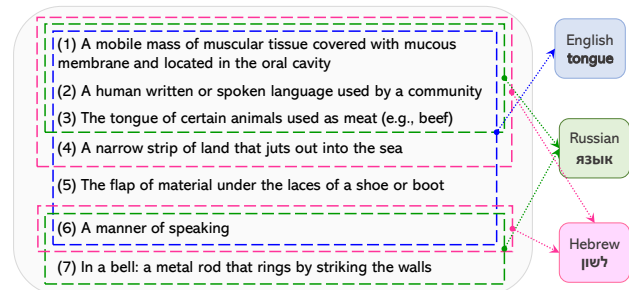 (1) A mobile mass of muscular tissue covered with mucous
membrane and located in the oral cavity
(2) A human written or spoken language used by a community
(3) The tongue of certain animals used as meat (e.g., beef)
(4) A narrow strip of land that juts out into the sea
(5) The flap of material under the laces of a shoe or boot
(6) A manner of speaking
(7) In a bell: a metal rod that rings by striking the walls
English
tongue
Russian
язык
Hebrew
לשון